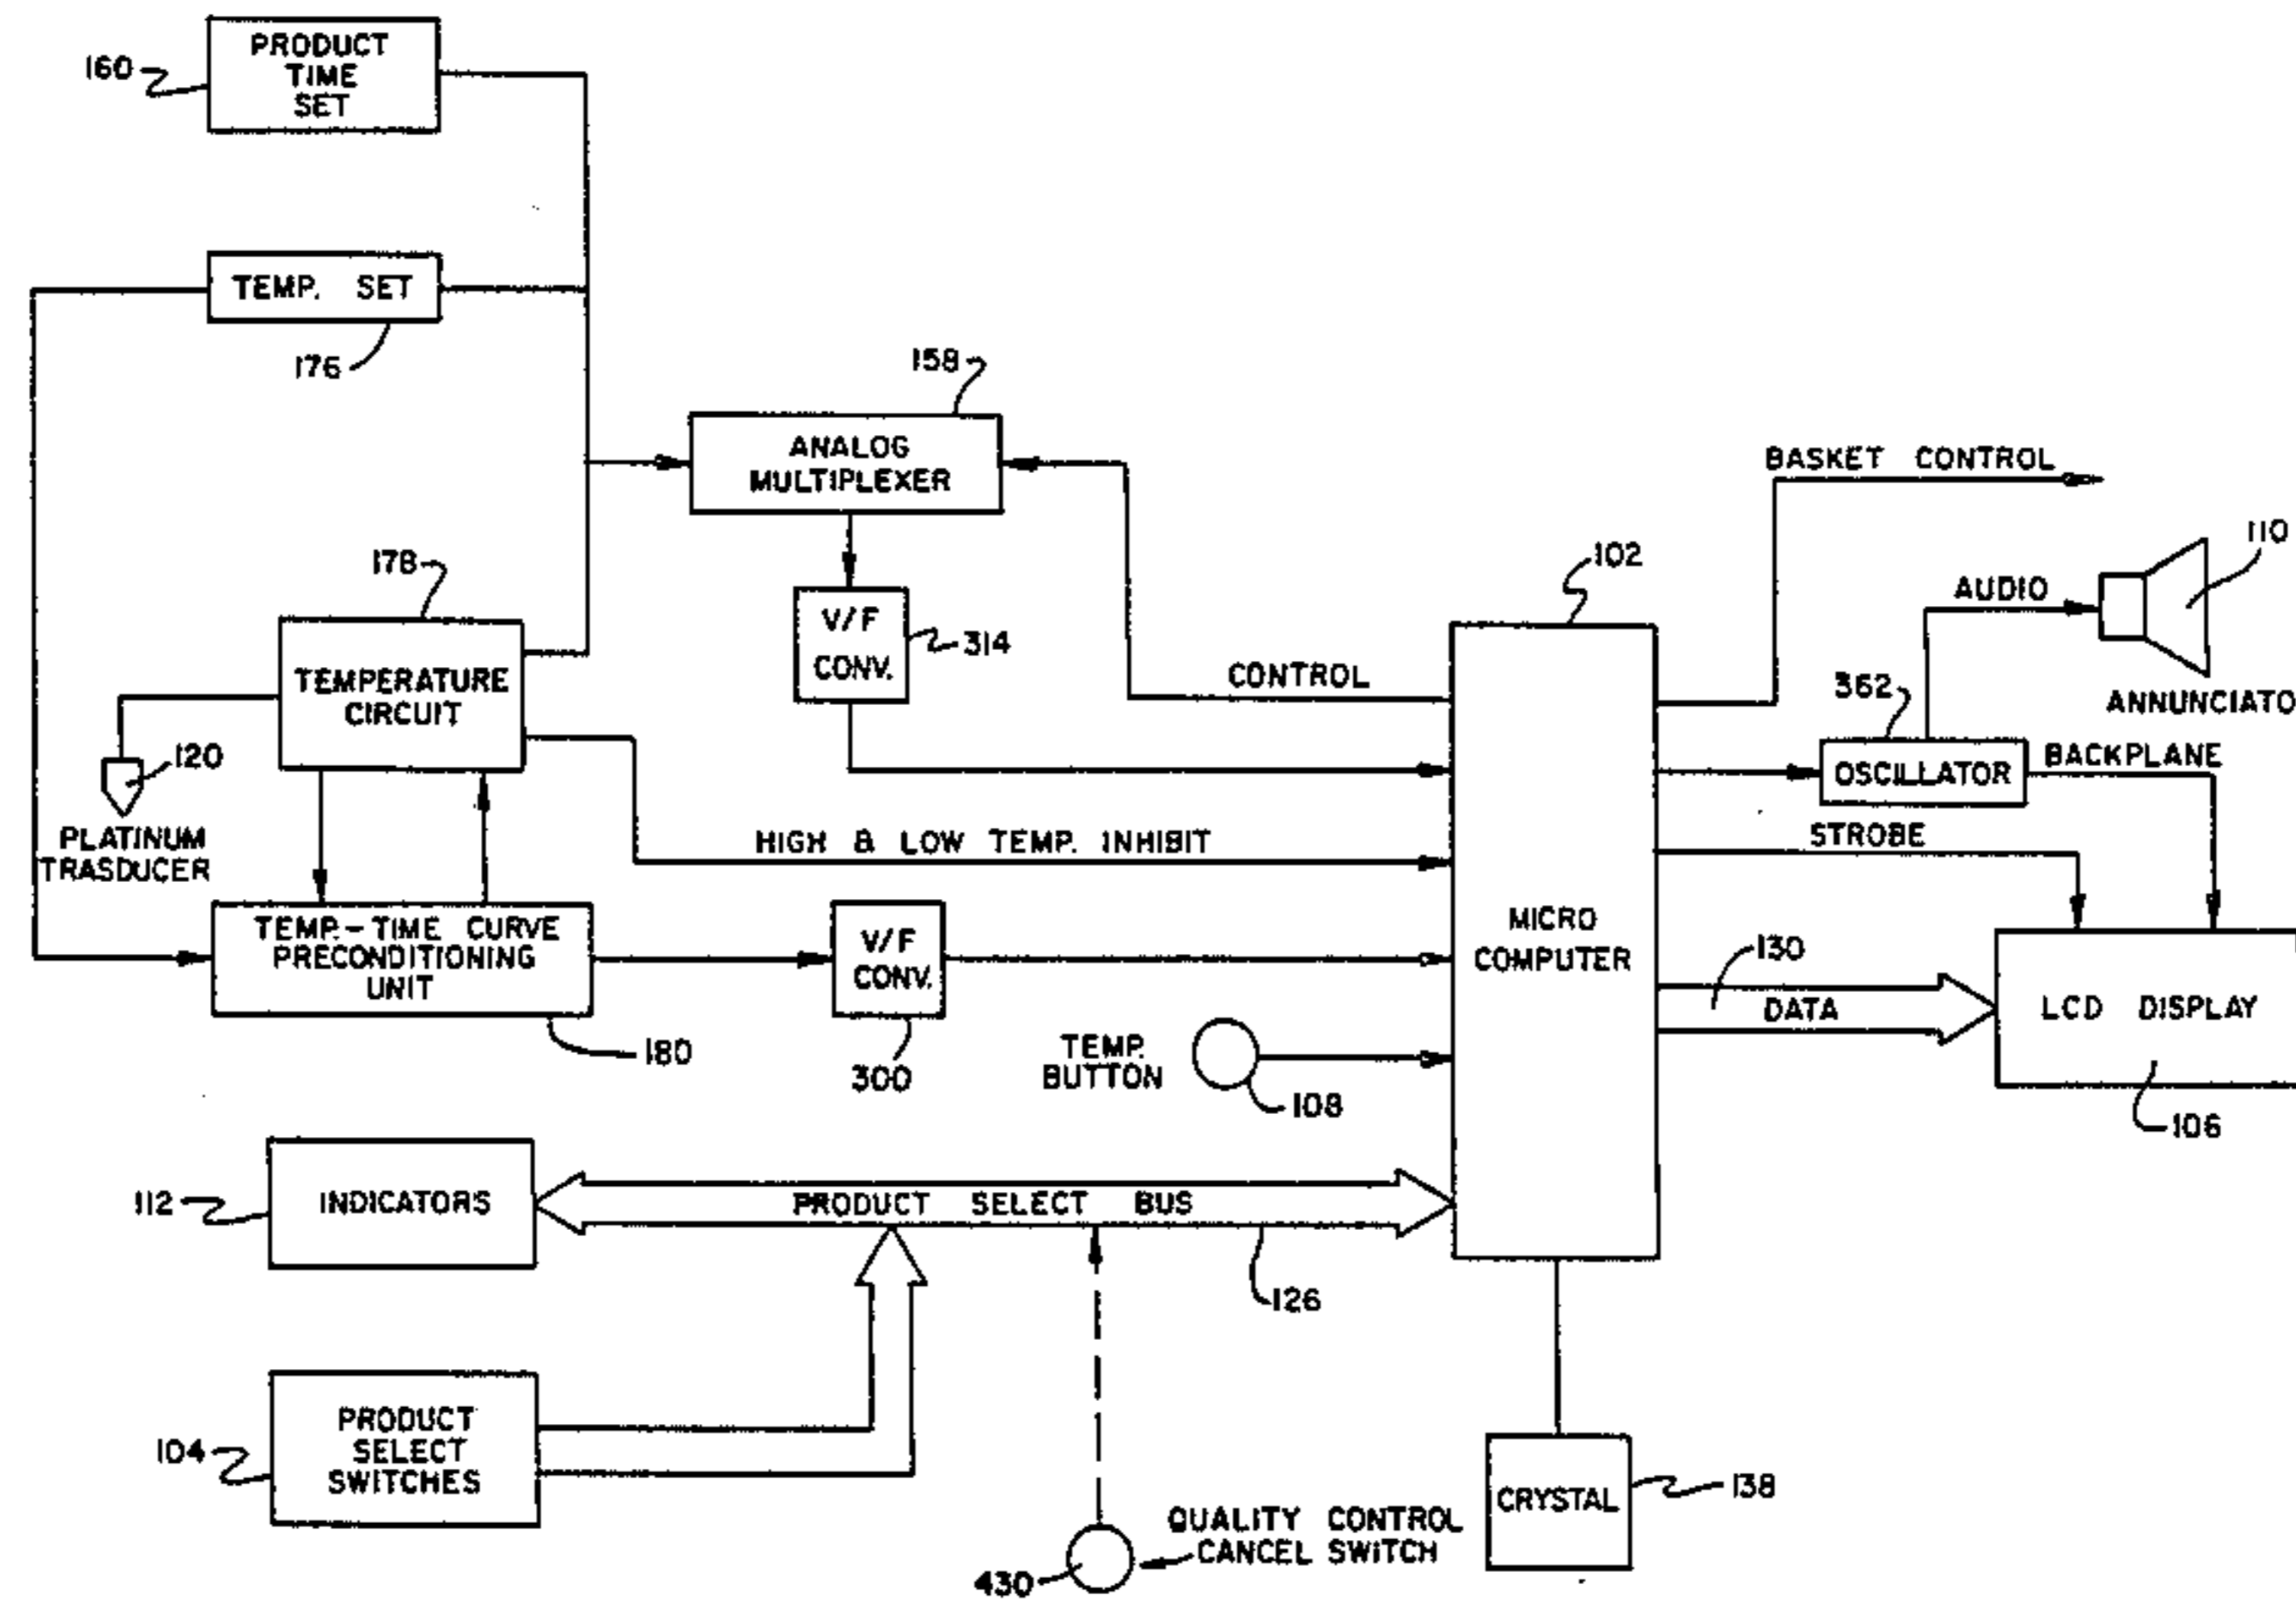 160
PRODUCT
TIME
SET
TEMP. SET
176
158
ANALOG
MULTIPLEXER
BASKET CONTROL
110
178
102
AUDIO
V/F
CONV.
314
TEMPERATURE
CIRCUIT
CONTROL
362
ANNUNCIATO
120
PLATINUM
TRASDUCER
OSCILLATOR
BACKPLANE
HIGH & LOW TEMP. INHIBIT
STROBE
TEMP.-TIME CURVE
PRECONDITIONING
UNIT
180
V/F
CONV.
300
MICRO
COMPUTER
130
DATA
LCD DISPLAY
106
TEMP.
BUTTON
108
112
INDICATORS
PRODUCT SELECT BUS
126
104
PRODUCT
SELECT
SWITCHES
CRYSTAL
138
QUALITY CONTROL
CANCEL SWITCH
430